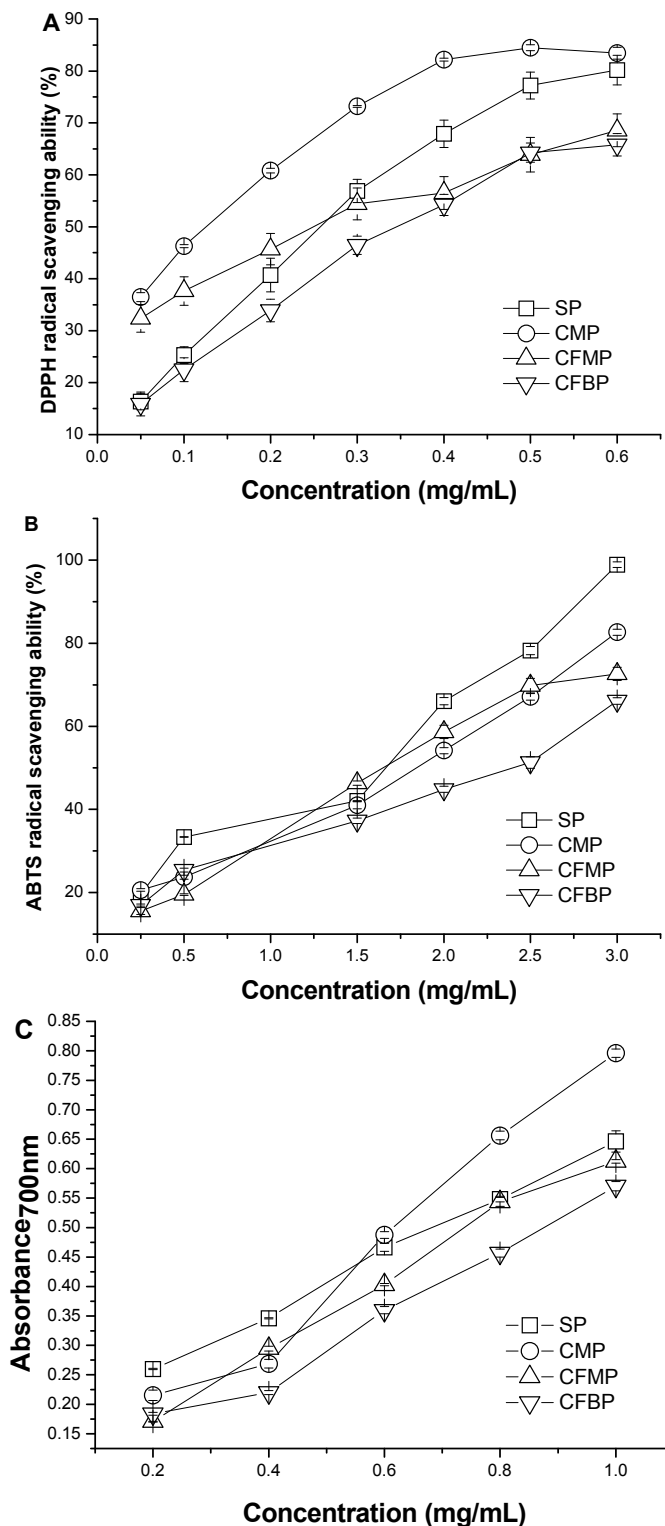 A
DPPH radical scavenging ability (%)
90
80
70
60
50
40
30
20
10
0.0 0.1 0.2 0.3 0.4 0.5 0.6
Concentration (mg/mL)
SP
CMP
CFMP
CFBP
B
ABTS radical scavenging ability (%)
100
80
60
40
20
0.0 0.5 1.0 1.5 2.0 2.5 3.0
Concentration (mg/mL)
SP
CMP
CFMP
CFBP
C
Absorbance700nm
0.85
0.80
0.75
0.70
0.65
0.60
0.55
0.50
0.45
0.40
0.35
0.30
0.25
0.20
0.15
0.2 0.4 0.6 0.8 1.0
Concentration (mg/mL)
SP
CMP
CFMP
CFBP